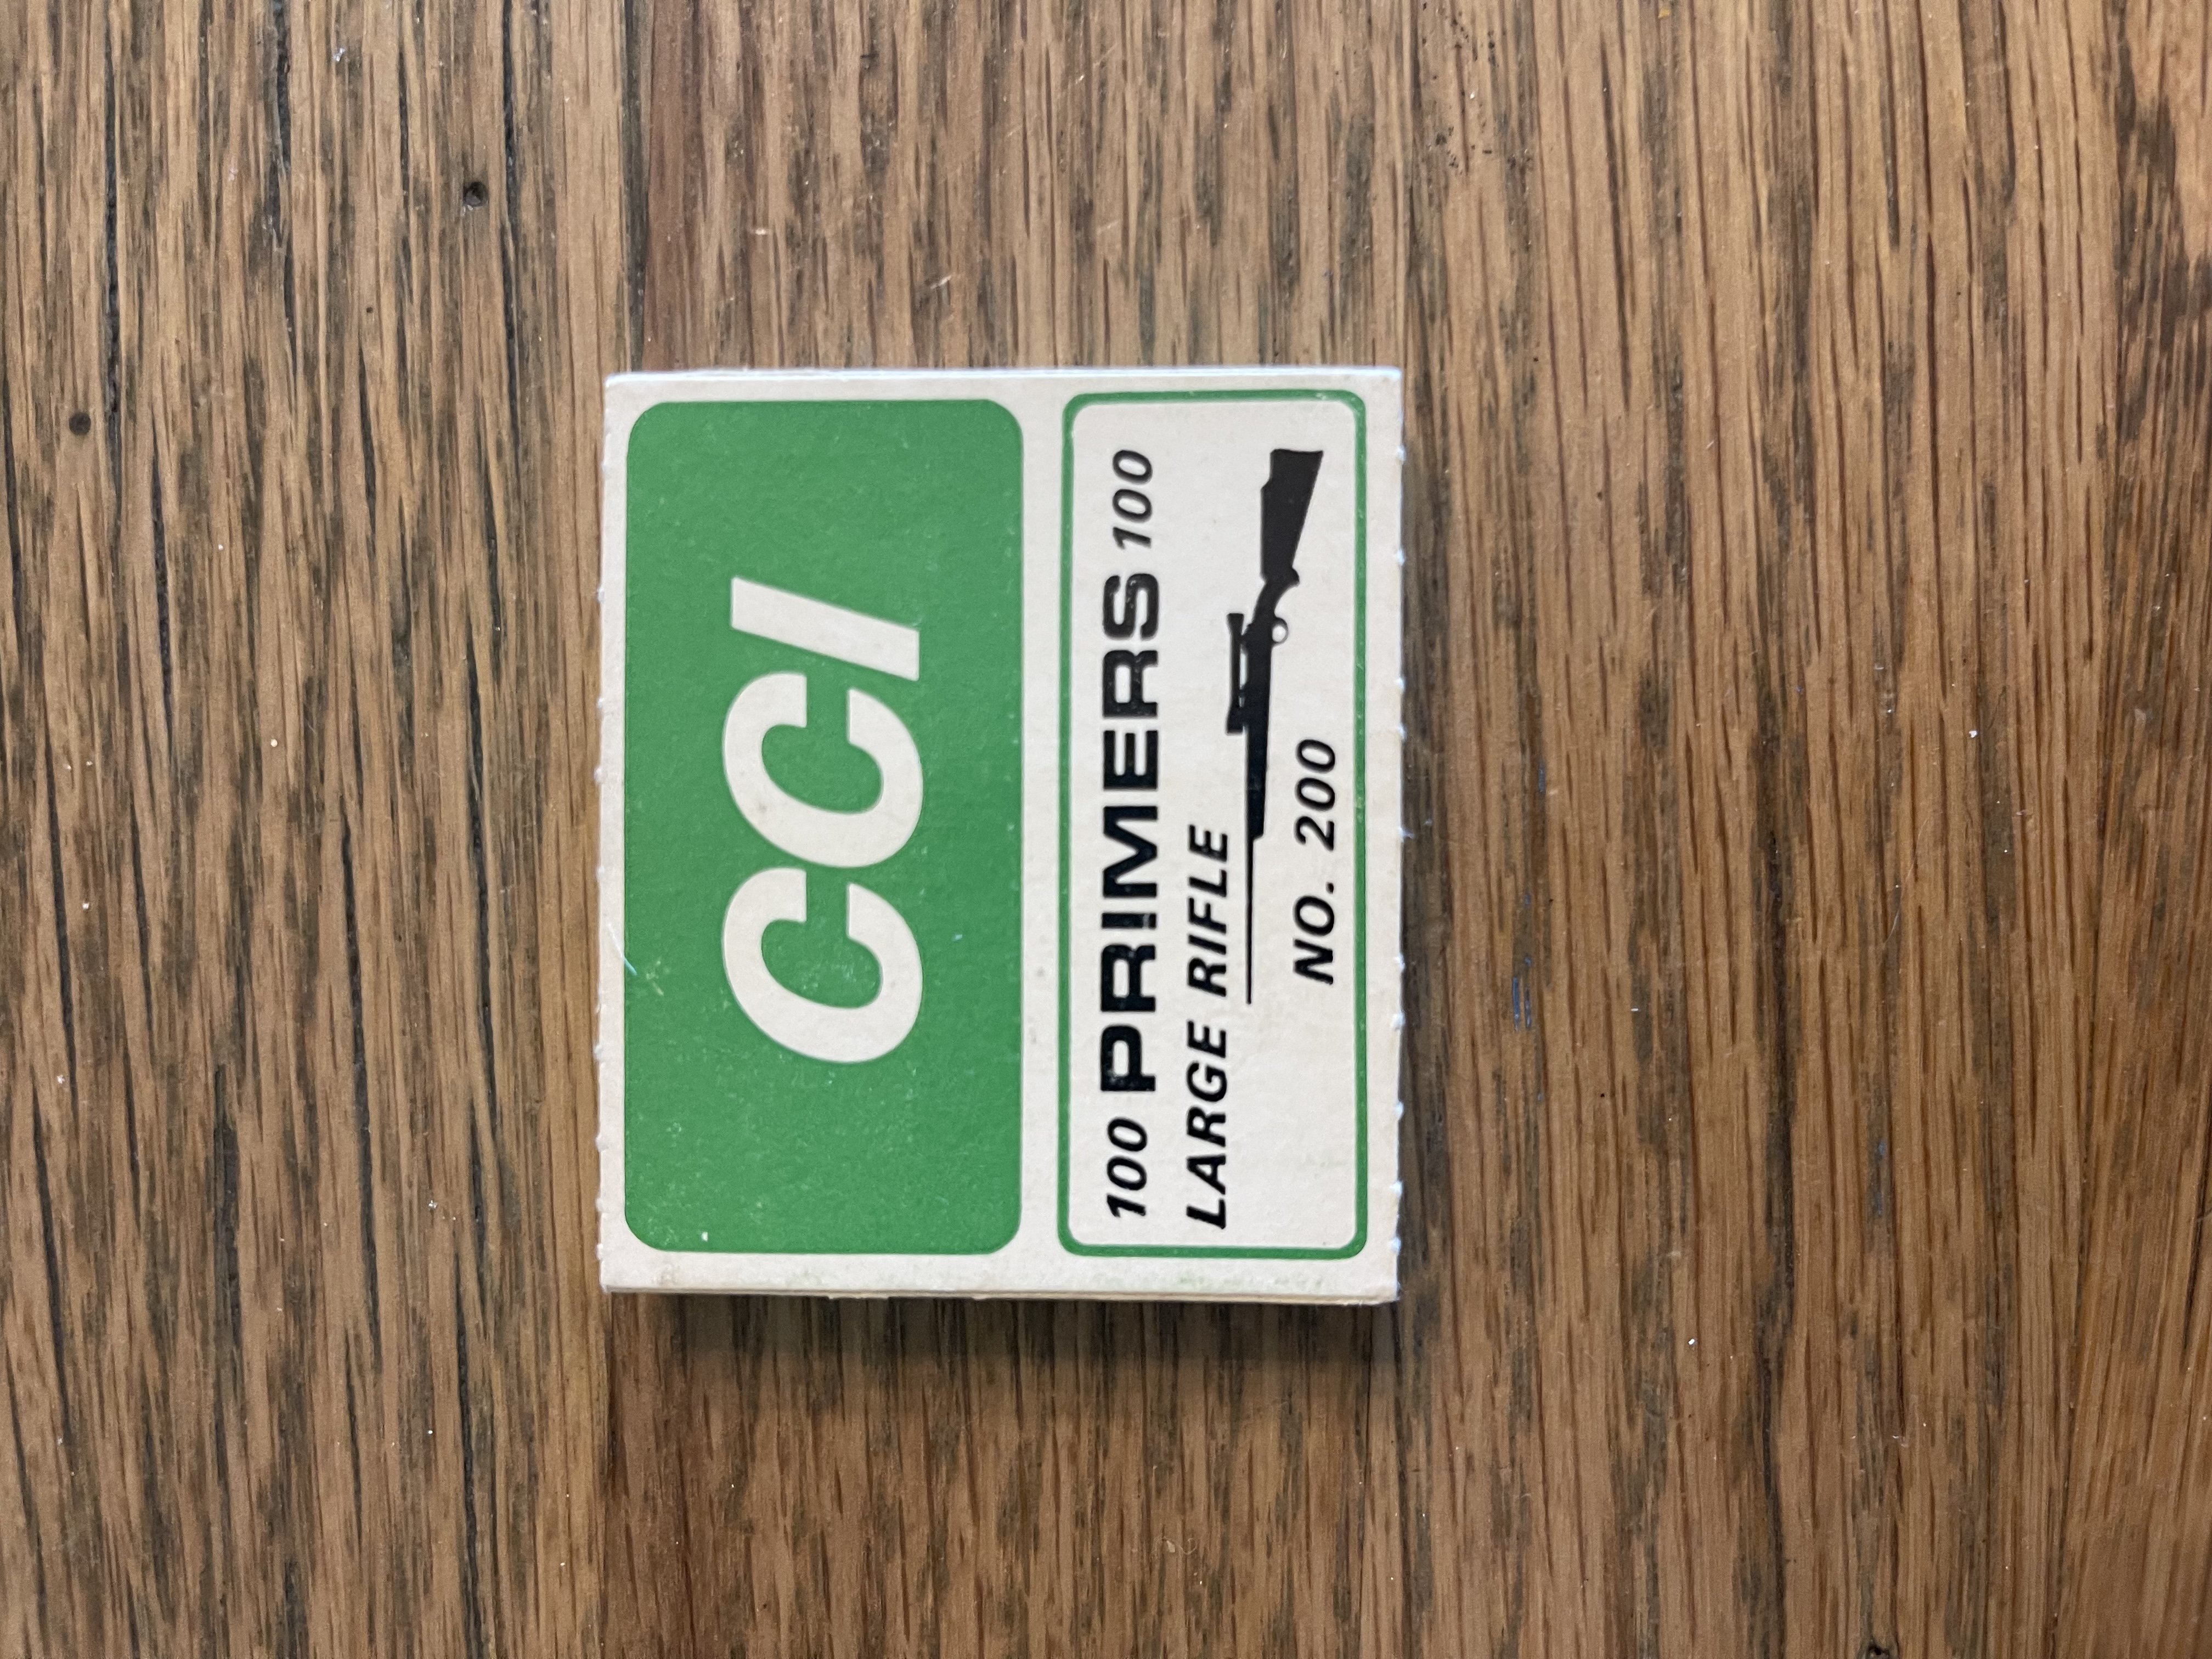 CCI
100 PRIMERS 100
LARGE RIFLE
NO. 200